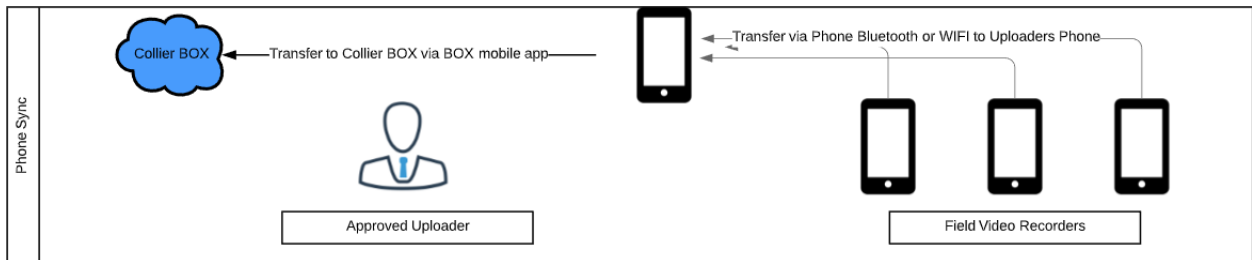 Phone Sync
Collier BOX
Transfer to Collier BOX via BOX mobile app
Transfer via Phone Bluetooth or WIFI to Uploaders Phone
Approved Uploader
Field Video Recorders